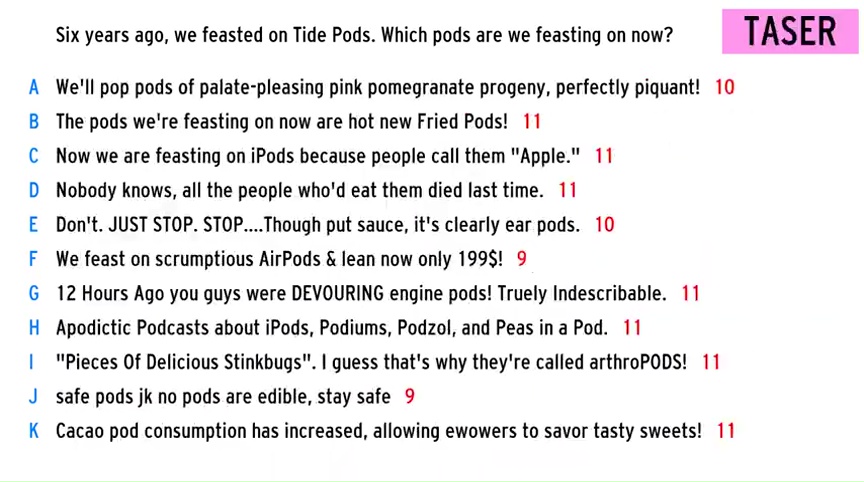 Six years ago, we feasted on Tide Pods. Which pods are we feasting on now?
TASER
A We'll pop pods of palate-pleasing pink pomegranate progeny, perfectly piquant! 10
B The pods we're feasting on now are hot new Fried Pods! 11
C Now we are feasting on iPods because people call them "Apple." 11
D Nobody knows, all the people who'd eat them died last time. 11
E Don't. JUST STOP. STOP....Though put sauce, it's clearly ear pods. 10
F We feast on scrumptious AirPods & lean now only 199$! 9
G 12 Hours Ago you guys were DEVOURING engine pods! Truely Indescribable. 11
H Apodictic Podcasts about iPods, Podiums, Podzol, and Peas in a Pod. 11
I "Pieces Of Delicious Stinkbugs". I guess that's why they're called arthroPODS! 11
J safe pods jk no pods are edible, stay safe 9
K Cacao pod consumption has increased, allowing ewowers to savor tasty sweets! 11